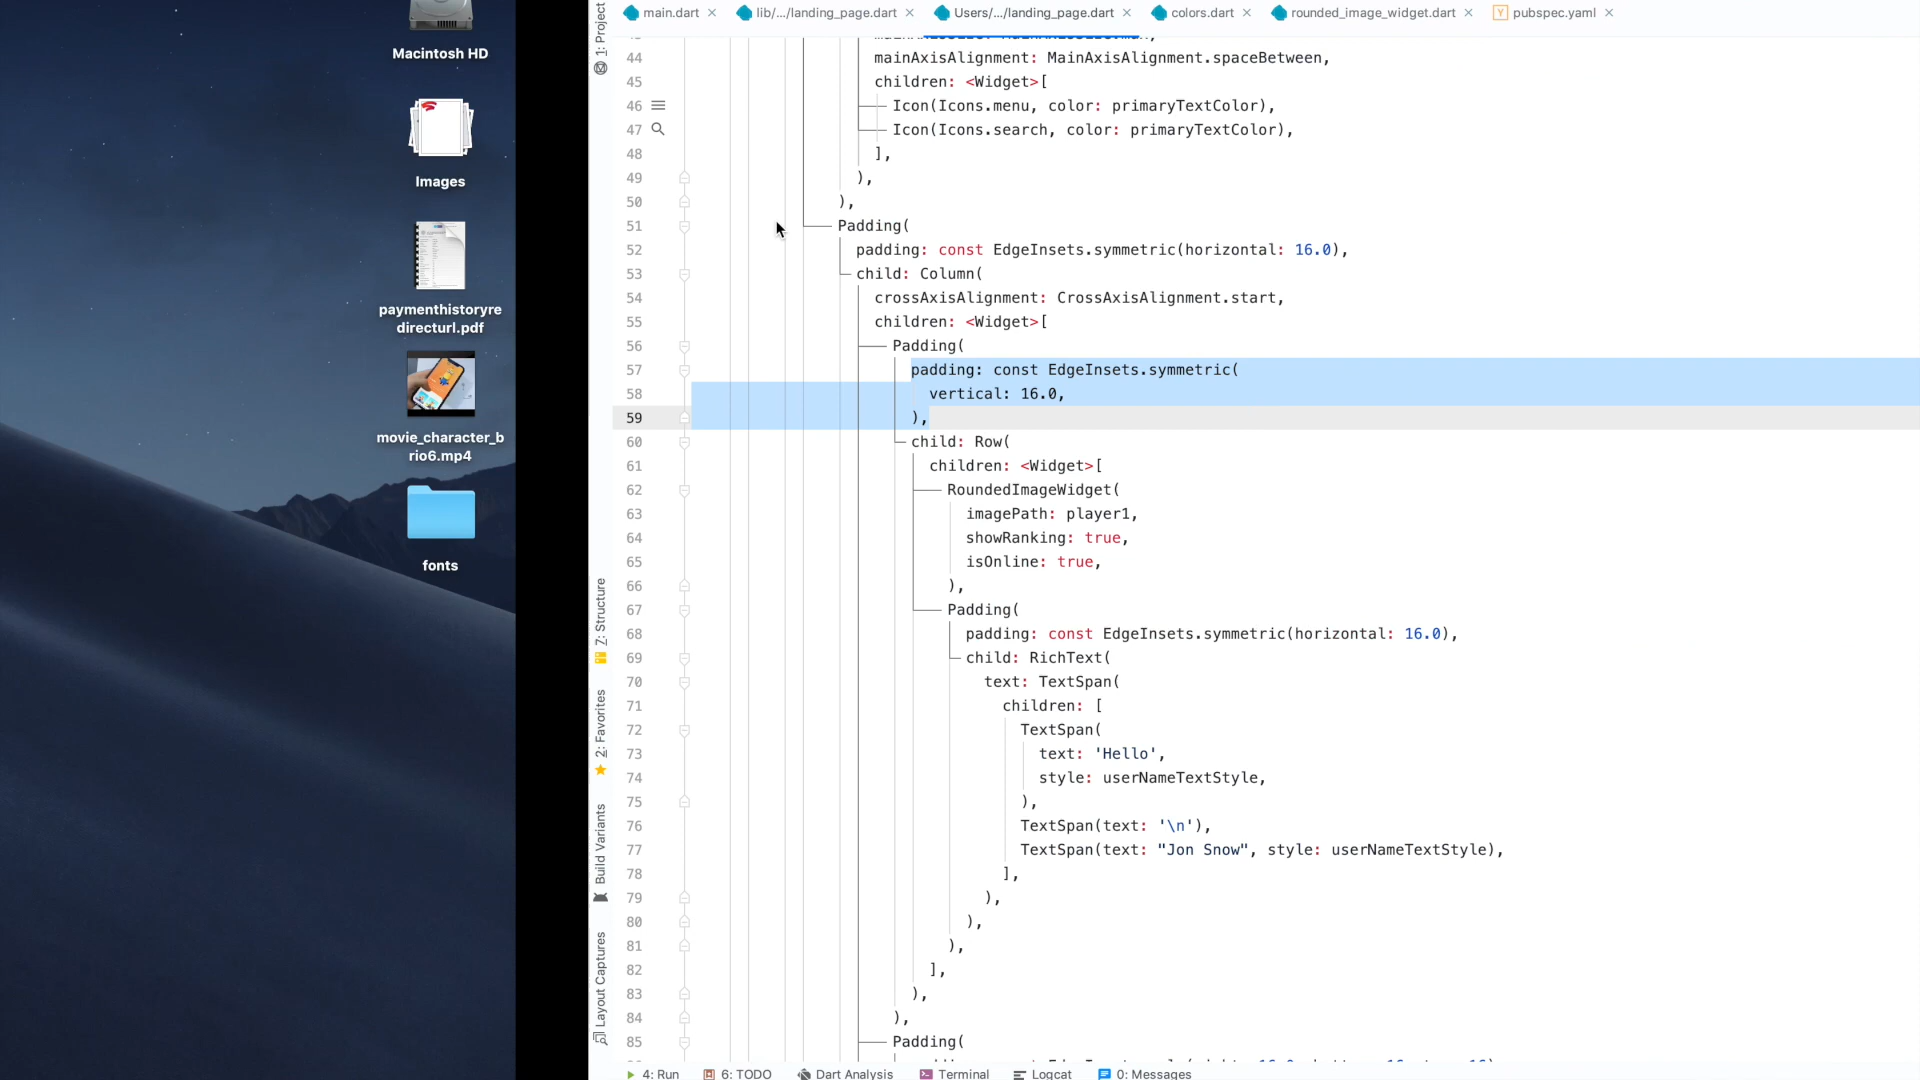 Macintosh HD
Images
paymenthistoryre
directurl.pdf
movie_character_b
rio6.mp4
fonts
1: Project
7: Structure
2: Favorites
Build Variants
Layout Captures
main.dart
lib/.../landing_page.dart
Users/.../landing_page.dart
colors.dart
rounded_image_widget.dart
pubspec.yaml
44 mainAxisAlignment: MainAxisAlignment.spaceBetween,
45 children: <Widget>[
46 Icon(Icons.menu, color: primaryTextColor),
47 Icon(Icons.search, color: primaryTextColor),
48 ],
49 ),
50 ),
51 Padding(
52 padding: const EdgeInsets.symmetric(horizontal: 16.0),
53 child: Column(
54 crossAxisAlignment: CrossAxisAlignment.start,
55 children: <Widget>[
56 Padding(
57 padding: const EdgeInsets.symmetric(
58 vertical: 16.0,
59 ),
60 child: Row(
61 children: <Widget>[
62 RoundedImageWidget(
63 imagePath: player1,
64 showRanking: true,
65 isOnline: true,
66 ),
67 Padding(
68 padding: const EdgeInsets.symmetric(horizontal: 16.0),
69 child: RichText(
70 text: TextSpan(
71 children: [
72 TextSpan(
73 text: 'Hello',
74 style: userNameTextStyle,
75 ),
76 TextSpan(text: '\n'),
77 TextSpan(text: "Jon Snow", style: userNameTextStyle),
78 ],
79 ),
80 ),
81 ),
82 ],
83 ),
84 ),
85 Padding(
4: Run
6: TODO
Dart Analysis
Terminal
Logcat
0: Messages